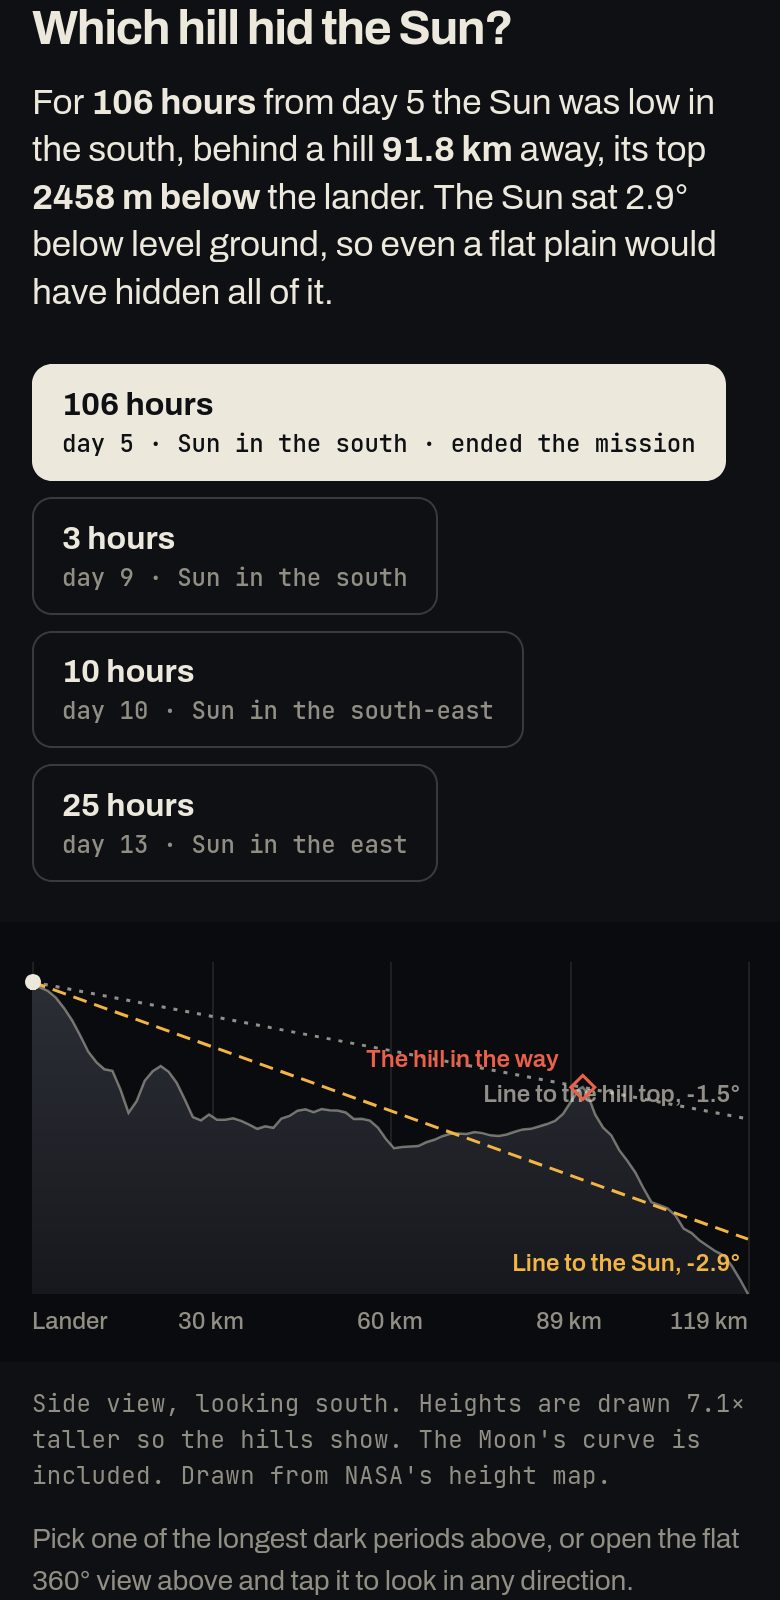 Which hill hid the Sun?
For 106 hours from day 5 the Sun was low in
the south, behind a hill 91.8 km away, its top
2458 m below the lander. The Sun sat 2.9°
below level ground, so even a flat plain would
have hidden all of it.
106 hours
day 5 · Sun in the south · ended the mission
3 hours
day 9 · Sun in the south
10 hours
day 10 · Sun in the south-east
25 hours
day 13 · Sun in the east
The hill in the way
Line to the hill top, -1.5°
Line to the Sun, -2.9°
Lander 30 km 60 km 89 km 119 km
Side view, looking south. Heights are drawn 7.1×
taller so the hills show. The Moon's curve is
included. Drawn from NASA's height map.
Pick one of the longest dark periods above, or open the flat
360° view above and tap it to look in any direction.